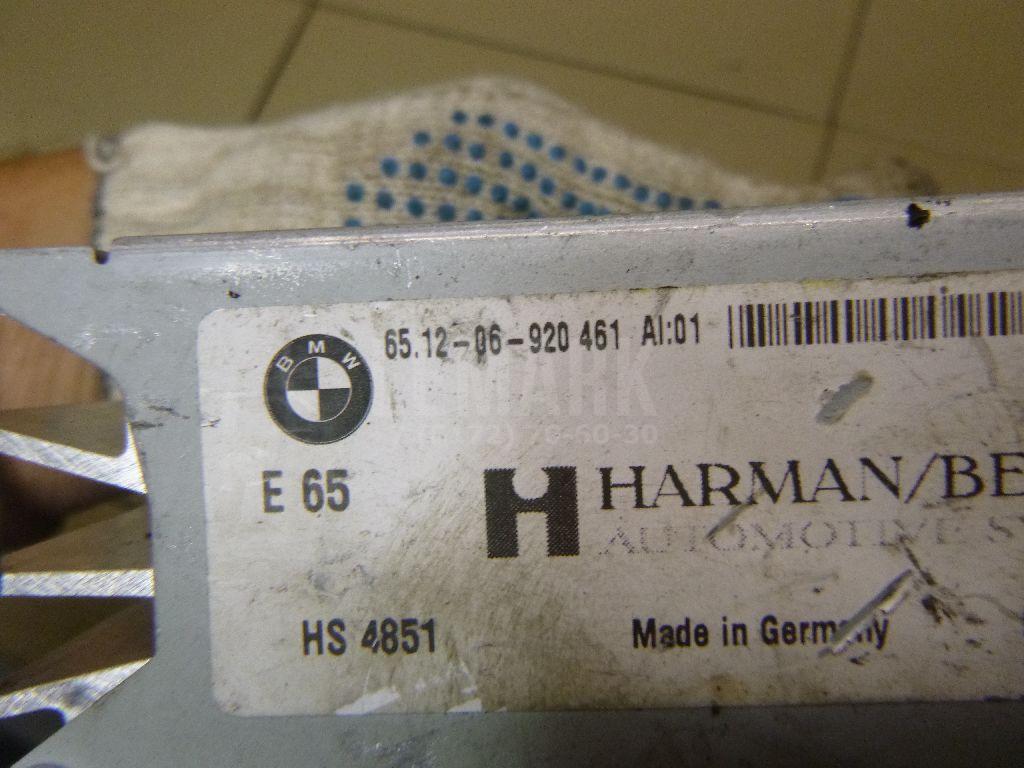 BMW
65.12-06-920 461 AI:01
E 65
HARMAN/BE
AUTOMOTIVE S
HS 4851
Made in Germany